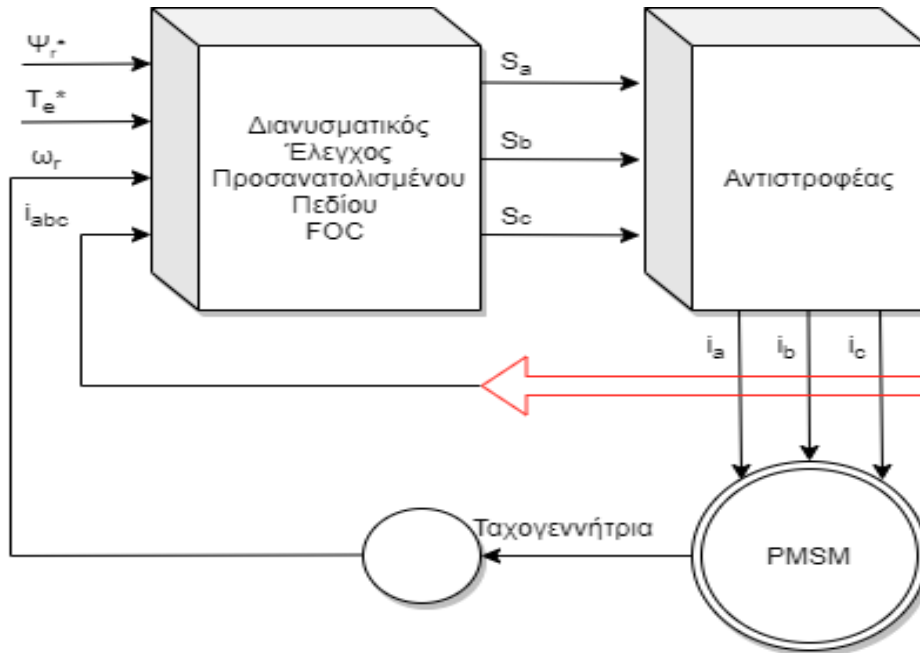 Ψr*
Te*
ωr
iabc
Διανυσματικός
Έλεγχος
Προσανατολισμένου
Πεδίου
FOC
Sa
Sb
Sc
Αντιστροφέας
ia
ib
ic
Ταχογεννήτρια
PMSM